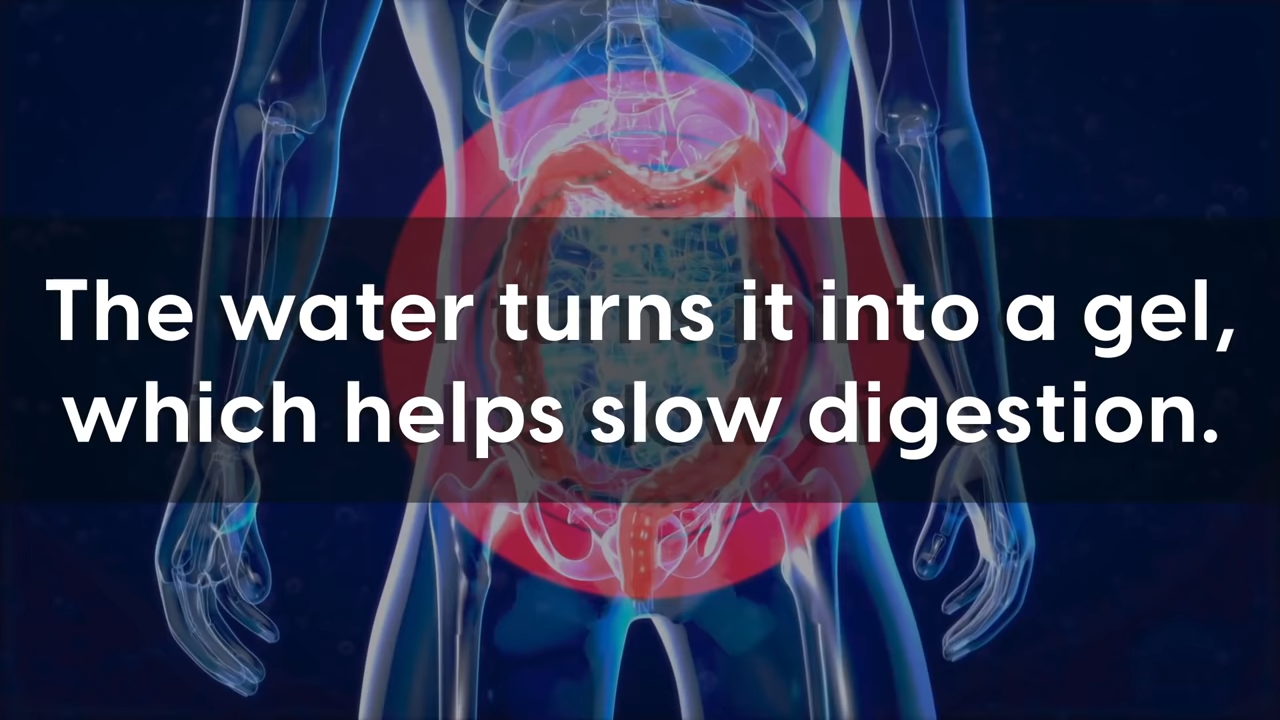 The water turns it into a gel,
which helps slow digestion.